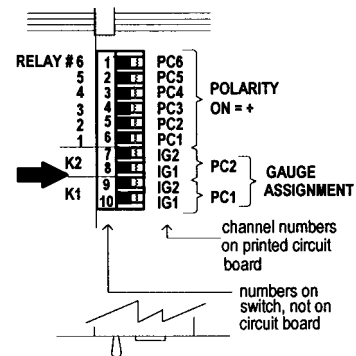 RELAY # 6 1 PC6
5 2 PC5
4 3 PC4
3 4 PC3
2 5 PC2
1 6 PC1
POLARITY
ON = +
K2
7 IG2
8 IG1
PC2
K1
9 IG2
10 IG1
PC1
GAUGE
ASSIGNMENT
channel numbers
on printed circuit
board
numbers on
switch, not on
circuit board